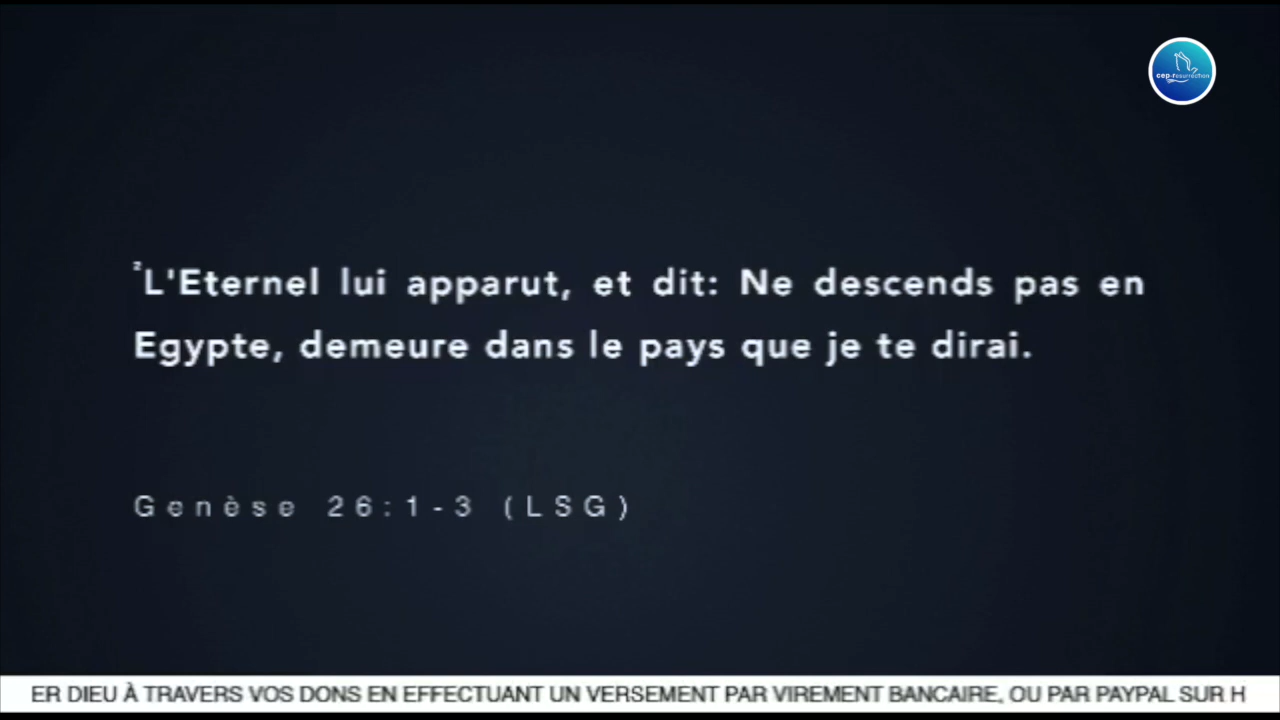 cep-résurrection
²L'Eternel lui apparut, et dit: Ne descends pas en
Egypte, demeure dans le pays que je te dirai.
Genèse 26:1-3 (LSG)
ER DIEU À TRAVERS VOS DONS EN EFFECTUANT UN VERSEMENT PAR VIREMENT BANCAIRE, OU PAR PAYPAL SUR H